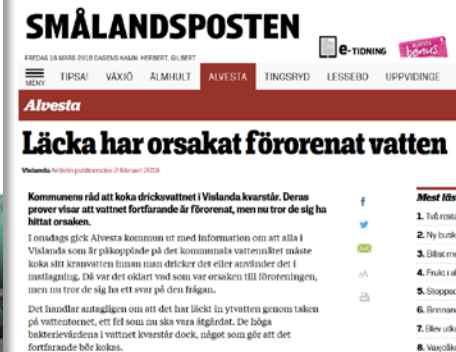 SMÅLANDSPOSTEN
e-TIDNING
bonus
FREDAG 16 MARS 2018 DAGENS NAMN: HERBERT, GILBERT
MENY TIPSA! VÄXJÖ ÄLMHULT ALVESTA TINGSRYD LESSEBO UPPVIDINGE
Alvesta
Läcka har orsakat förorenat vatten
Vislanda Artikeln publicerades 2 februari 2018.
Kommunens råd att koka dricksvattnet i Vislanda kvarstår. Deras
prover visar att vattnet fortfarande är förorenat, men nu tror de sig ha
hittat orsaken.
I onsdags gick Alvesta kommun ut med information om att alla i
Vislanda som är påkopplade på det kommunala vattennätet måste
koka sitt kranvatten innan man dricker det eller använder det i
matlagning. Då var det oklart vad som var orsaken till föroreningen,
men nu tror de sig ha ett svar på den frågan.
Det handlar antagligen om att det har läckt in ytvatten genom taken
på vattentornet, ett fel som nu ska vara åtgärdat. De höga
bakterievärdena i vattnet kvarstår dock, något som gör att det
fortfarande bör kokas.
Mest läs
1. Två resta
2. Ny butik
3. Bilist me
4. Frukt i al
5. Stoppad
6. Brinnand
7. Blev utk
8. Växjöåk